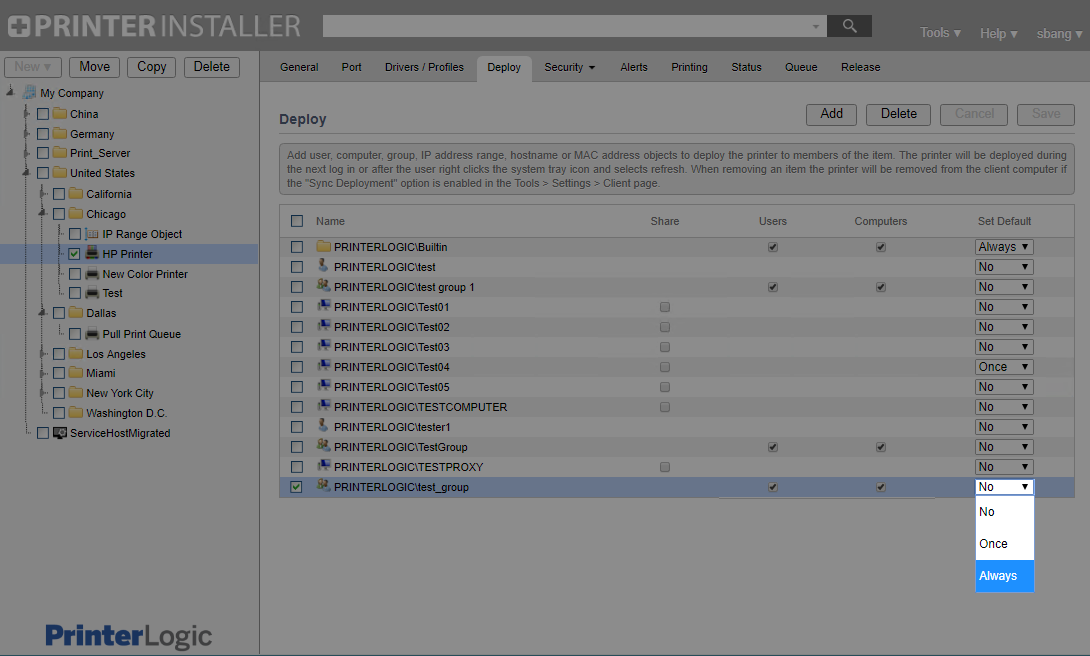 PRINTERINSTALLER
Tools ▾ Help ▾ sbang ▾
New ▾ Move Copy Delete
General Port Drivers / Profiles Deploy Security ▾ Alerts Printing Status Queue Release
My Company
China
Germany
Print_Server
United States
California
Chicago
IP Range Object
HP Printer
New Color Printer
Test
Dallas
Pull Print Queue
Los Angeles
Miami
New York City
Washington D.C.
ServiceHostMigrated
PrinterLogic
Deploy Add Delete Cancel Save
Add user, computer, group, IP address range, hostname or MAC address objects to deploy the printer to members of the item. The printer will be deployed during
the next log in or after the user right clicks the system tray icon and selects refresh. When removing an item the printer will be removed from the client computer if
the "Sync Deployment" option is enabled in the Tools > Settings > Client page.
Name Share Users Computers Set Default
PRINTERLOGIC\Builtin Always ▾
PRINTERLOGIC\test No ▾
PRINTERLOGIC\test group 1 No ▾
PRINTERLOGIC\Test01 No ▾
PRINTERLOGIC\Test02 No ▾
PRINTERLOGIC\Test03 No ▾
PRINTERLOGIC\Test04 Once ▾
PRINTERLOGIC\Test05 No ▾
PRINTERLOGIC\TESTCOMPUTER No ▾
PRINTERLOGIC\tester1 No ▾
PRINTERLOGIC\TestGroup No ▾
PRINTERLOGIC\TESTPROXY No ▾
PRINTERLOGIC\test_group No ▾
No
Once
Always